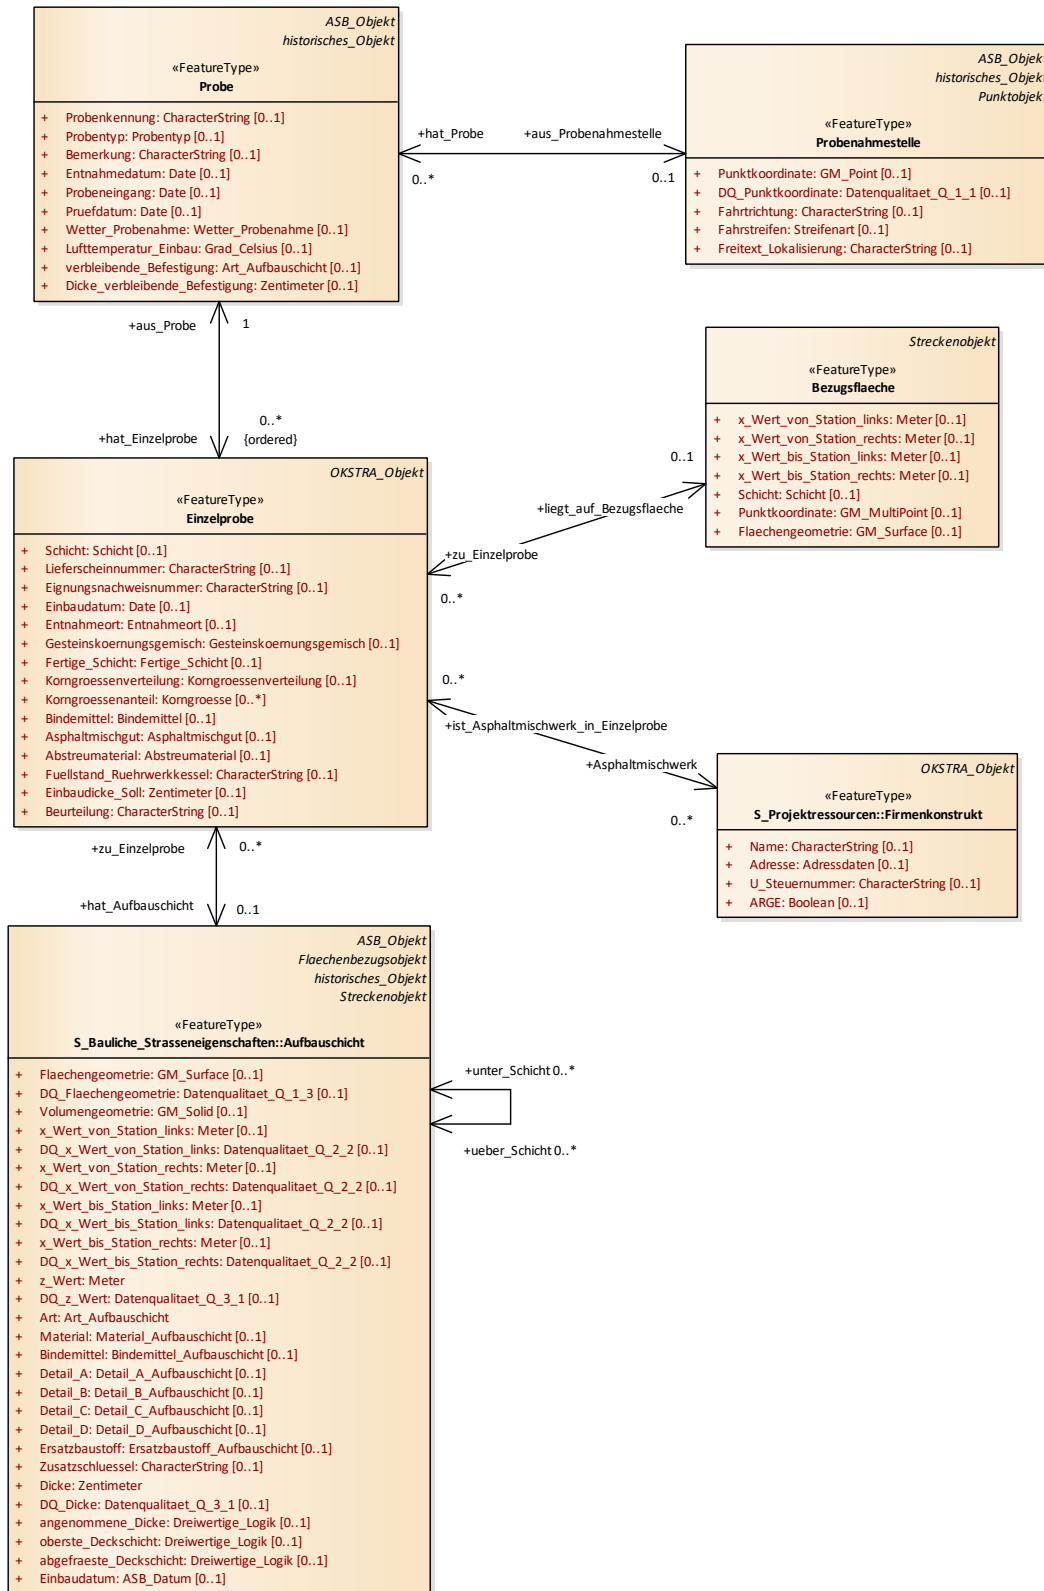 ASB_Objekt
historisches_Objekt
«FeatureType»
Probe
+ Probenkennung: CharacterString [0..1]
+ Probentyp: Probentyp [0..1]
+ Bemerkung: CharacterString [0..1]
+ Entnahmedatum: Date [0..1]
+ Probeneingang: Date [0..1]
+ Pruefdatum: Date [0..1]
+ Wetter_Probenahme: Wetter_Probenahme [0..1]
+ Lufttemperatur_Einbau: Grad_Celsius [0..1]
+ verbleibende_Befestigung: Art_Aufbauschicht [0..1]
+ Dicke_verbleibende_Befestigung: Zentimeter [0..1]
+hat_Probe
+aus_Probenahmestelle
0..*
0..1
ASB_Objekt
historisches_Objekt
Punktobjekt
«FeatureType»
Probenahmestelle
+ Punktkoordinate: GM_Point [0..1]
+ DQ_Punktkoordinate: Datenqualitaet_Q_1_1 [0..1]
+ Fahrtrichtung: CharacterString [0..1]
+ Fahrstreifen: Streifenart [0..1]
+ Freitext_Lokalisierung: CharacterString [0..1]
+aus_Probe
1
0..*
+hat_Einzelprobe
{ordered}
Streckenobjekt
«FeatureType»
Bezugsflaeche
+ x_Wert_von_Station_links: Meter [0..1]
+ x_Wert_von_Station_rechts: Meter [0..1]
+ x_Wert_bis_Station_links: Meter [0..1]
+ x_Wert_bis_Station_rechts: Meter [0..1]
+ Schicht: Schicht [0..1]
+ Punktkoordinate: GM_MultiPoint [0..1]
+ Flaechengeometrie: GM_Surface [0..1]
0..1
+liegt_auf_Bezugsflaeche
+zu_Einzelprobe
0..*
OKSTRA_Objekt
«FeatureType»
Einzelprobe
+ Schicht: Schicht [0..1]
+ Lieferscheinnummer: CharacterString [0..1]
+ Eignungsnachweisnummer: CharacterString [0..1]
+ Einbaudatum: Date [0..1]
+ Entnahmeort: Entnahmeort [0..1]
+ Gesteinskoernungsgemisch: Gesteinskoernungsgemisch [0..1]
+ Fertige_Schicht: Fertige_Schicht [0..1]
+ Korngroessenverteilung: Korngroessenverteilung [0..1]
+ Korngroessenanteil: Korngroesse [0..*]
+ Bindemittel: Bindemittel [0..1]
+ Asphaltmischgut: Asphaltmischgut [0..1]
+ Abstreumaterial: Abstreumaterial [0..1]
+ Fuellstand_Ruehrwerkkessel: CharacterString [0..1]
+ Einbaudicke_Soll: Zentimeter [0..1]
+ Beurteilung: CharacterString [0..1]
0..*
+ist_Asphaltmischwerk_in_Einzelprobe
+Asphaltmischwerk
0..*
OKSTRA_Objekt
«FeatureType»
S_Projektressourcen::Firmenkonstrukt
+ Name: CharacterString [0..1]
+ Adresse: Adressdaten [0..1]
+ U_Steuernummer: CharacterString [0..1]
+ ARGE: Boolean [0..1]
+zu_Einzelprobe
0..*
+hat_Aufbauschicht
0..1
ASB_Objekt
Flaechenbezugsobjekt
historisches_Objekt
Streckenobjekt
«FeatureType»
S_Bauliche_Strasseneigenschaften::Aufbauschicht
+ Flaechengeometrie: GM_Surface [0..1]
+ DQ_Flaechengeometrie: Datenqualitaet_Q_1_3 [0..1]
+ Volumengeometrie: GM_Solid [0..1]
+ x_Wert_von_Station_links: Meter [0..1]
+ DQ_x_Wert_von_Station_links: Datenqualitaet_Q_2_2 [0..1]
+ x_Wert_von_Station_rechts: Meter [0..1]
+ DQ_x_Wert_von_Station_rechts: Datenqualitaet_Q_2_2 [0..1]
+ x_Wert_bis_Station_links: Meter [0..1]
+ DQ_x_Wert_bis_Station_links: Datenqualitaet_Q_2_2 [0..1]
+ x_Wert_bis_Station_rechts: Meter [0..1]
+ DQ_x_Wert_bis_Station_rechts: Datenqualitaet_Q_2_2 [0..1]
+ z_Wert: Meter
+ DQ_z_Wert: Datenqualitaet_Q_3_1 [0..1]
+ Art: Art_Aufbauschicht
+ Material: Material_Aufbauschicht [0..1]
+ Bindemittel: Bindemittel_Aufbauschicht [0..1]
+ Detail_A: Detail_A_Aufbauschicht [0..1]
+ Detail_B: Detail_B_Aufbauschicht [0..1]
+ Detail_C: Detail_C_Aufbauschicht [0..1]
+ Detail_D: Detail_D_Aufbauschicht [0..1]
+ Ersatzbaustoff: Ersatzbaustoff_Aufbauschicht [0..1]
+ Zusatzschluessel: CharacterString [0..1]
+ Dicke: Zentimeter
+ DQ_Dicke: Datenqualitaet_Q_3_1 [0..1]
+ angenommene_Dicke: Dreiwertige_Logik [0..1]
+ oberste_Deckschicht: Dreiwertige_Logik [0..1]
+ abgefraeste_Deckschicht: Dreiwertige_Logik [0..1]
+ Einbaudatum: ASB_Datum [0..1]
+unter_Schicht 0..*
+ueber_Schicht 0..*